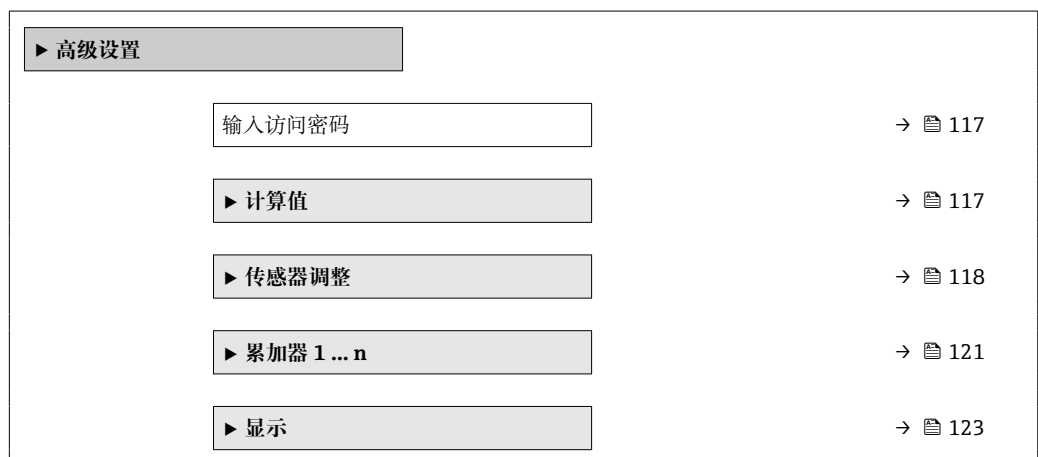 ▶ 高级设置
输入访问密码 → 117
▶ 计算值 → 117
▶ 传感器调整 → 118
▶ 累加器 1 … n → 121
▶ 显示 → 123